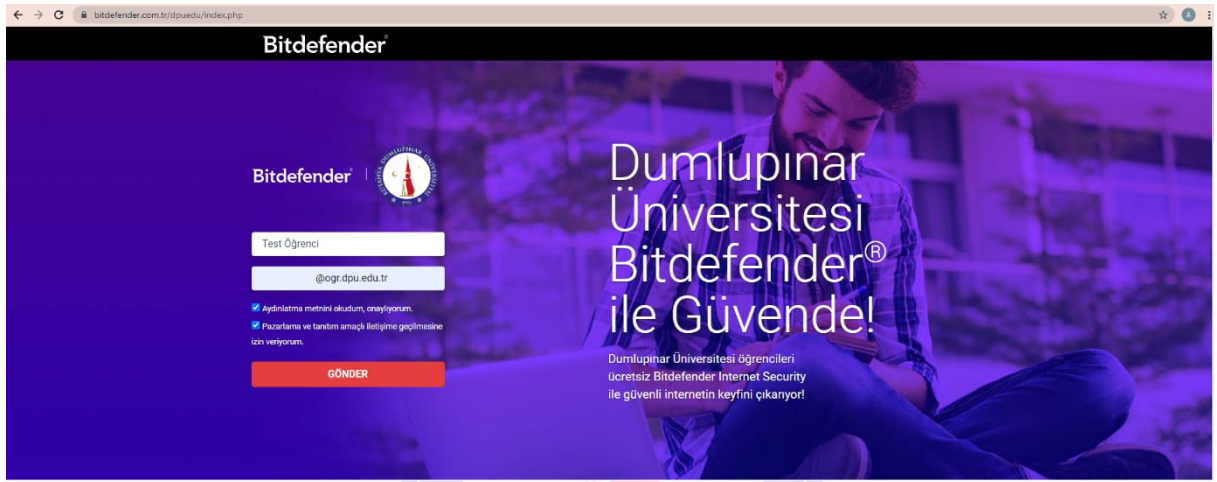 bitdefender.com.tr/dpuedu/index.php
A
Bitdefender
Bitdefender®
Test Öğrenci
@ogr.dpu.edu.tr
Aydınlatma metnini okudum, onaylıyorum.
Pazarlama ve tanıtım amaçlı iletişime geçilmesine
izin veriyorum.
GÖNDER
Dumlupınar
Üniversitesi
Bitdefender®
ile Güvende!
Dumlupınar Üniversitesi öğrencileri
ücretsiz Bitdefender Internet Security
ile güvenli internetin keyfini çıkarıyor!